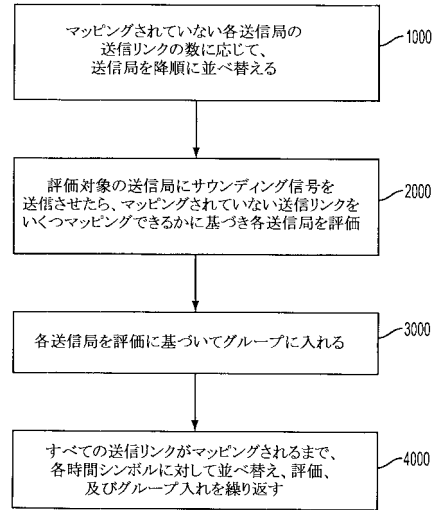 マッピングされていない各送信局の
送信リンクの数に応じて、
送信局を降順に並べ替える
1000
評価対象の送信局にサウンディング信号を
送信させたら、マッピングされていない送信リンクを
いくつマッピングできるかに基づき各送信局を評価
2000
各送信局を評価に基づいてグループに入れる
3000
すべての送信リンクがマッピングされるまで、
各時間シンボルに対して並べ替え、評価、
及びグループ入れを繰り返す
4000